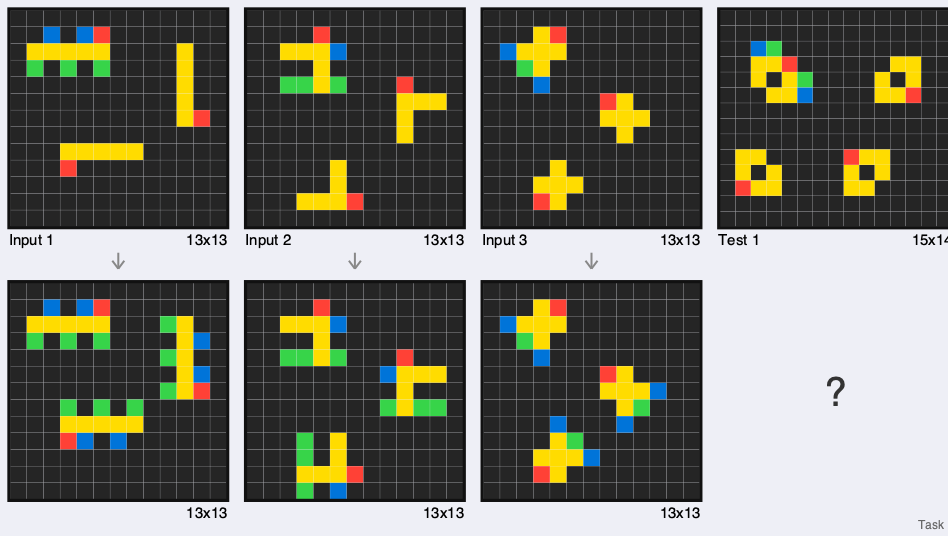 Input 1 13x13
Input 2 13x13
Input 3 13x13
Test 1 15x14
?
13x13
13x13
13x13
Task